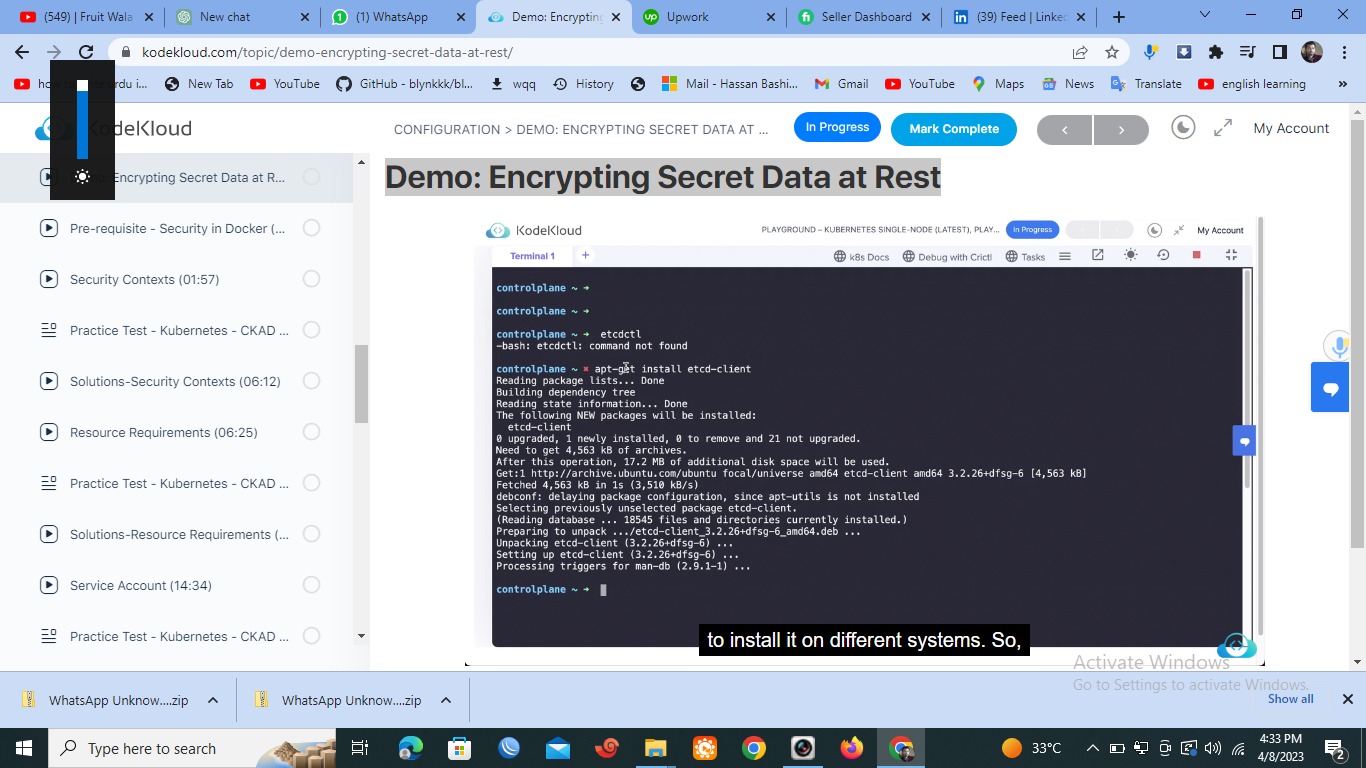 (549) | Fruit Wala
New chat
(1) WhatsApp
Demo: Encrypting
Upwork
Seller Dashboard
(39) Feed | Linke
kodekloud.com/topic/demo-encrypting-secret-data-at-rest/
urdu i...
New Tab
YouTube
GitHub - blynkkk/bl...
wqq
History
Mail - Hassan Bashi...
Gmail
YouTube
Maps
News
Translate
english learning
»
KodeKloud
CONFIGURATION > DEMO: ENCRYPTING SECRET DATA AT ...
In Progress
Mark Complete
<
>
My Account
Encrypting Secret Data at R...
Pre-requisite - Security in Docker (...
Security Contexts (01:57)
Practice Test - Kubernetes - CKAD ...
Solutions-Security Contexts (06:12)
Resource Requirements (06:25)
Practice Test - Kubernetes - CKAD ...
Solutions-Resource Requirements (...
Service Account (14:34)
Practice Test - Kubernetes - CKAD ...
Demo: Encrypting Secret Data at Rest
KodeKloud
PLAYGROUND – KUBERNETES SINGLE-NODE (LATEST), PLAY...
In Progress
My Account
Terminal 1
+
k8s Docs
Debug with Crictl
Tasks
controlplane ~ ➜
controlplane ~ ➜
controlplane ~ ➜ etcdctl
-bash: etcdctl: command not found
controlplane ~ ✖ apt-get install etcd-client
Reading package lists... Done
Building dependency tree
Reading state information... Done
The following NEW packages will be installed:
etcd-client
0 upgraded, 1 newly installed, 0 to remove and 21 not upgraded.
Need to get 4,563 kB of archives.
After this operation, 17.2 MB of additional disk space will be used.
Get:1 http://archive.ubuntu.com/ubuntu focal/universe amd64 etcd-client amd64 3.2.26+dfsg-6 [4,563 kB]
Fetched 4,563 kB in 1s (3,510 kB/s)
debconf: delaying package configuration, since apt-utils is not installed
Selecting previously unselected package etcd-client.
(Reading database ... 18545 files and directories currently installed.)
Preparing to unpack .../etcd-client_3.2.26+dfsg-6_amd64.deb ...
Unpacking etcd-client (3.2.26+dfsg-6) ...
Setting up etcd-client (3.2.26+dfsg-6) ...
Processing triggers for man-db (2.9.1-1) ...
controlplane ~ ➜
to install it on different systems. So,
Activate Windows
Go to Settings to activate Windows.
WhatsApp Unknow....zip
WhatsApp Unknow....zip
Show all
Type here to search
33°C
4:33 PM
4/8/2023
2